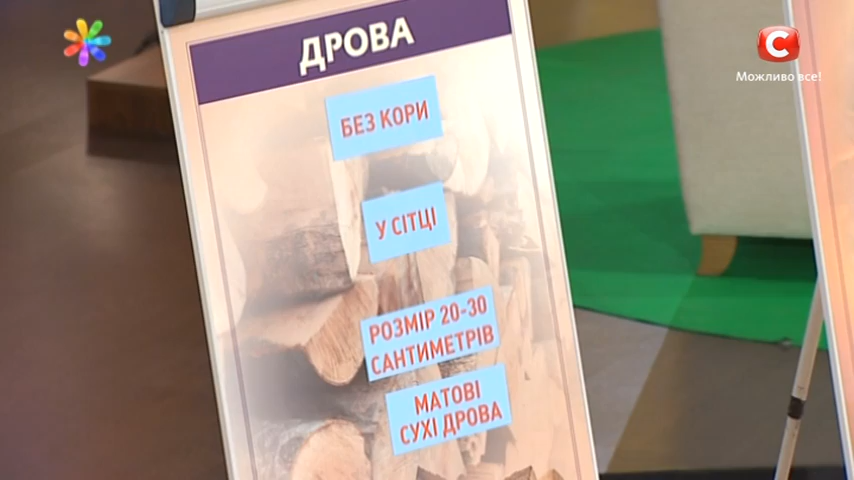 ДРОВА
БЕЗ КОРИ
У СІТЦІ
РОЗМІР 20-30
САНТИМЕТРІВ
МАТОВІ
СУХІ ДРОВА
С
Можливо все!